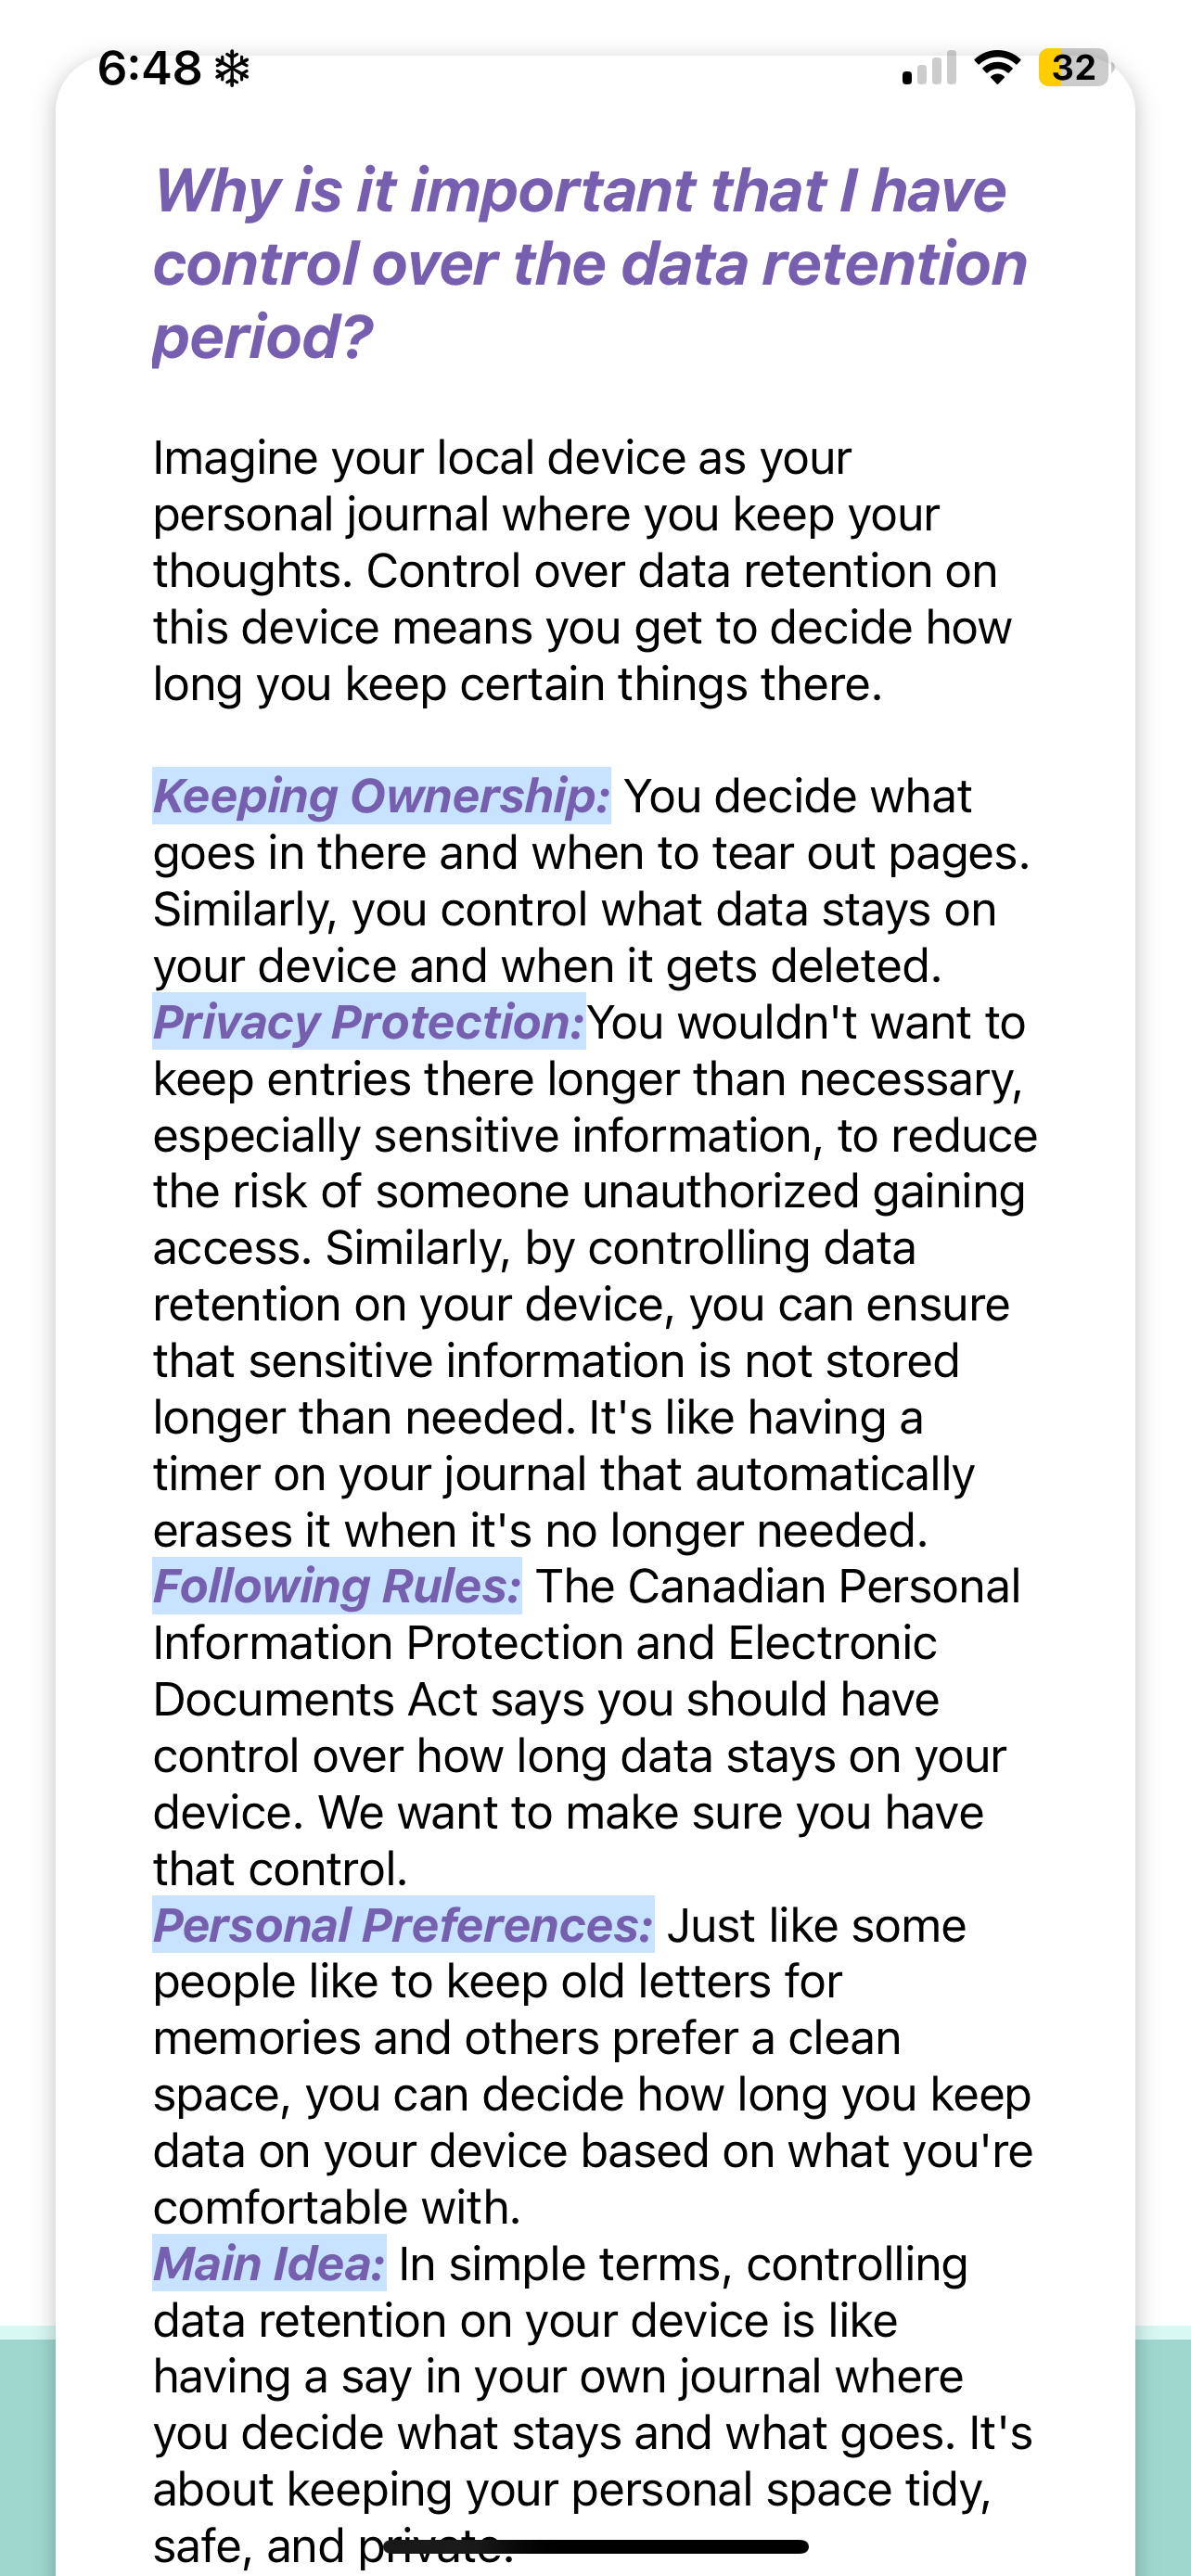 6:48
32
Why is it important that I have
control over the data retention
period?
Imagine your local device as your
personal journal where you keep your
thoughts. Control over data retention on
this device means you get to decide how
long you keep certain things there.
Keeping Ownership: You decide what
goes in there and when to tear out pages.
Similarly, you control what data stays on
your device and when it gets deleted.
Privacy Protection:You wouldn't want to
keep entries there longer than necessary,
especially sensitive information, to reduce
the risk of someone unauthorized gaining
access. Similarly, by controlling data
retention on your device, you can ensure
that sensitive information is not stored
longer than needed. It's like having a
timer on your journal that automatically
erases it when it's no longer needed.
Following Rules: The Canadian Personal
Information Protection and Electronic
Documents Act says you should have
control over how long data stays on your
device. We want to make sure you have
that control.
Personal Preferences: Just like some
people like to keep old letters for
memories and others prefer a clean
space, you can decide how long you keep
data on your device based on what you're
comfortable with.
Main Idea: In simple terms, controlling
data retention on your device is like
having a say in your own journal where
you decide what stays and what goes. It's
about keeping your personal space tidy,
safe, and private.